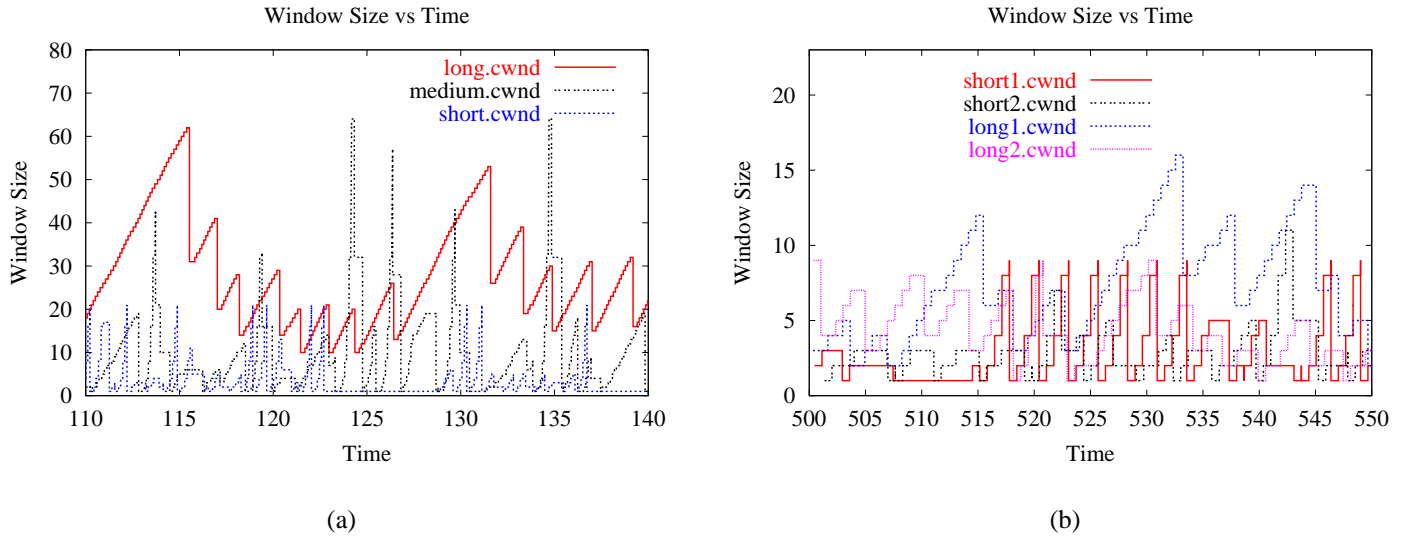 Window Size vs Time
80
70
60
50
40
30
20
10
0
Window Size
long.cwnd
medium.cwnd
short.cwnd
110 115 120 125 130 135 140
Time
(a)
Window Size vs Time
20
15
10
5
0
Window Size
short1.cwnd
short2.cwnd
long1.cwnd
long2.cwnd
500 505 510 515 520 525 530 535 540 545 550
Time
(b)